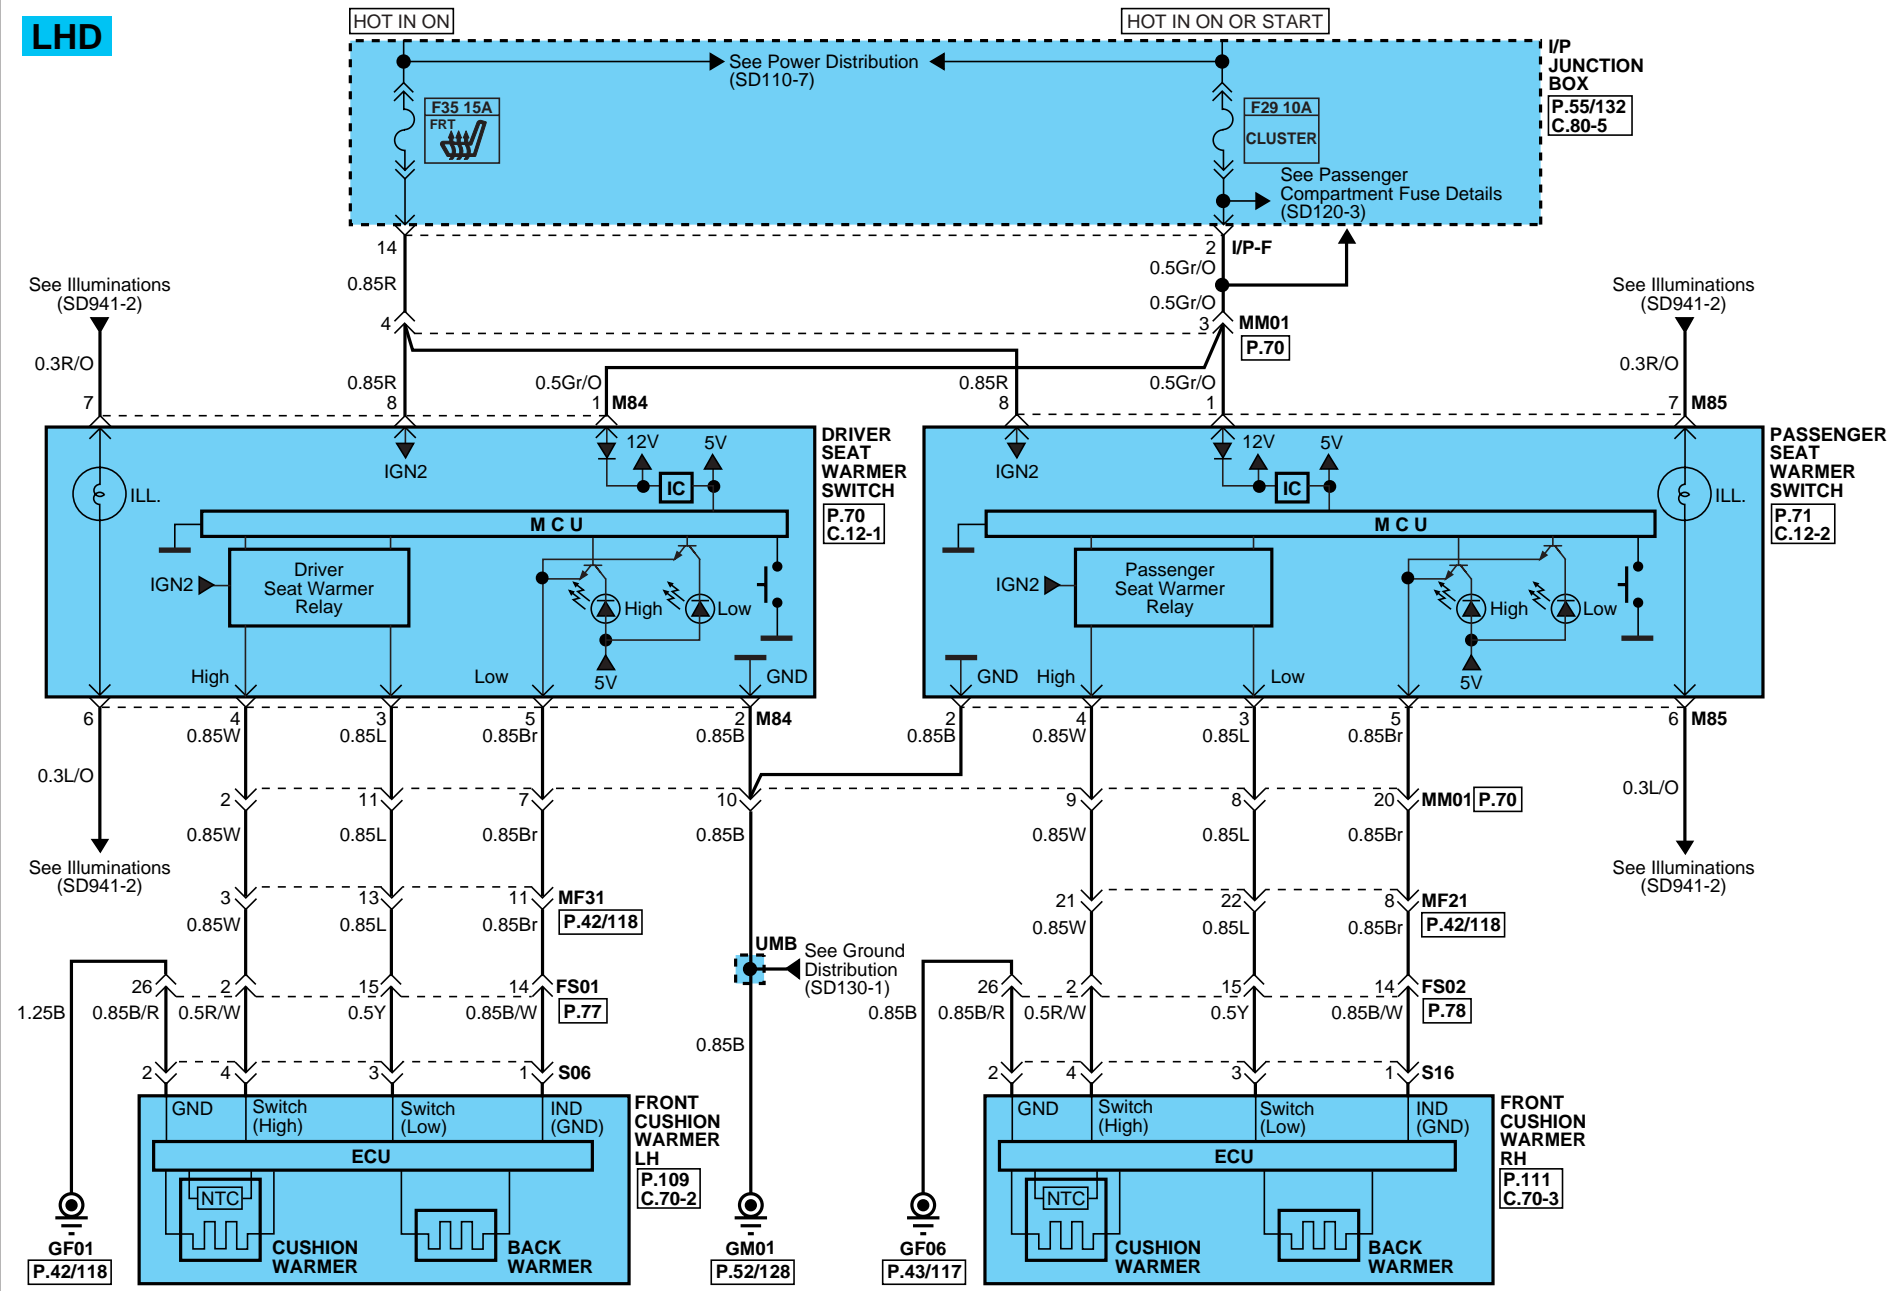 LHD
HOT IN ON
HOT IN ON OR START
See Power Distribution
(SD110-7)
I/P
JUNCTION
BOX
P.55/132
C.80-5
F35 15A
FRT
F29 10A
CLUSTER
See Passenger
Compartment Fuse Details
(SD120-3)
14
2 I/P-F
0.85R
0.5Gr/O
See Illuminations
(SD941-2)
See Illuminations
(SD941-2)
0.5Gr/O
4
3 MM01
P.70
0.3R/O
0.3R/O
0.85R
0.5Gr/O
0.85R
0.5Gr/O
7
8
1 M84
8
1
7 M85
DRIVER
SEAT
WARMER
SWITCH
P.70
C.12-1
PASSENGER
SEAT
WARMER
SWITCH
P.71
C.12-2
IGN2
12V
5V
IC
ILL.
M C U
IGN2
Driver
Seat Warmer
Relay
High
Low
5V
High
Low
GND
IGN2
12V
5V
IC
ILL.
M C U
IGN2
Passenger
Seat Warmer
Relay
High
Low
5V
GND
High
Low
6
4
3
5
2 M84
2
4
3
5
6 M85
0.85W
0.85L
0.85Br
0.85B
0.85B
0.85W
0.85L
0.85Br
0.3L/O
0.3L/O
2
11
7
10
9
8
20 MM01 P.70
0.85W
0.85L
0.85Br
0.85B
0.85W
0.85L
0.85Br
See Illuminations
(SD941-2)
See Illuminations
(SD941-2)
3
13
11 MF31
P.42/118
21
22
8 MF21
P.42/118
0.85W
0.85L
0.85Br
0.85W
0.85L
0.85Br
UMB
See Ground
Distribution
(SD130-1)
26
2
15
14 FS01
P.77
26
2
15
14 FS02
P.78
1.25B
0.85B/R
0.5R/W
0.5Y
0.85B/W
0.85B
0.85B/R
0.5R/W
0.5Y
0.85B/W
0.85B
2
4
3
1 S06
2
4
3
1 S16
GND
Switch
(High)
Switch
(Low)
IND
(GND)
ECU
NTC
CUSHION
WARMER
BACK
WARMER
FRONT
CUSHION
WARMER
LH
P.109
C.70-2
GND
Switch
(High)
Switch
(Low)
IND
(GND)
ECU
NTC
CUSHION
WARMER
BACK
WARMER
FRONT
CUSHION
WARMER
RH
P.111
C.70-3
GF01
P.42/118
GM01
P.52/128
GF06
P.43/117